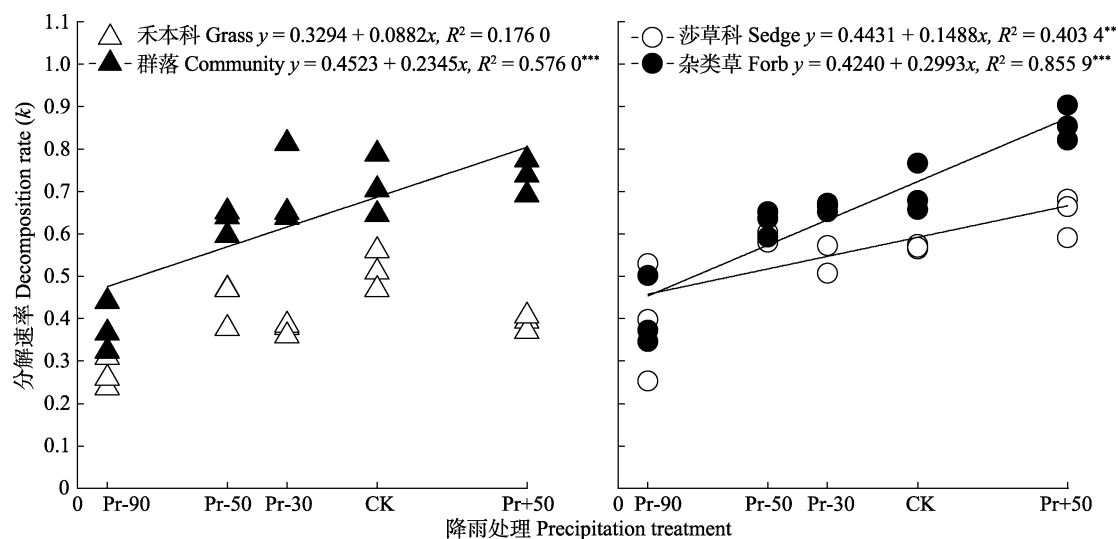 禾本科 Grass y = 0.3294 + 0.0882x, R² = 0.176 0
群落 Community y = 0.4523 + 0.2345x, R² = 0.576 0***
莎草科 Sedge y = 0.4431 + 0.1488x, R² = 0.403 4**
杂类草 Forb y = 0.4240 + 0.2993x, R² = 0.855 9***
分解速率 Decomposition rate (k)
1.1
1.0
0.9
0.8
0.7
0.6
0.5
0.4
0.3
0.2
0.1
0
0 Pr-90 Pr-50 Pr-30 CK Pr+50
0 Pr-90 Pr-50 Pr-30 CK Pr+50
降雨处理 Precipitation treatment